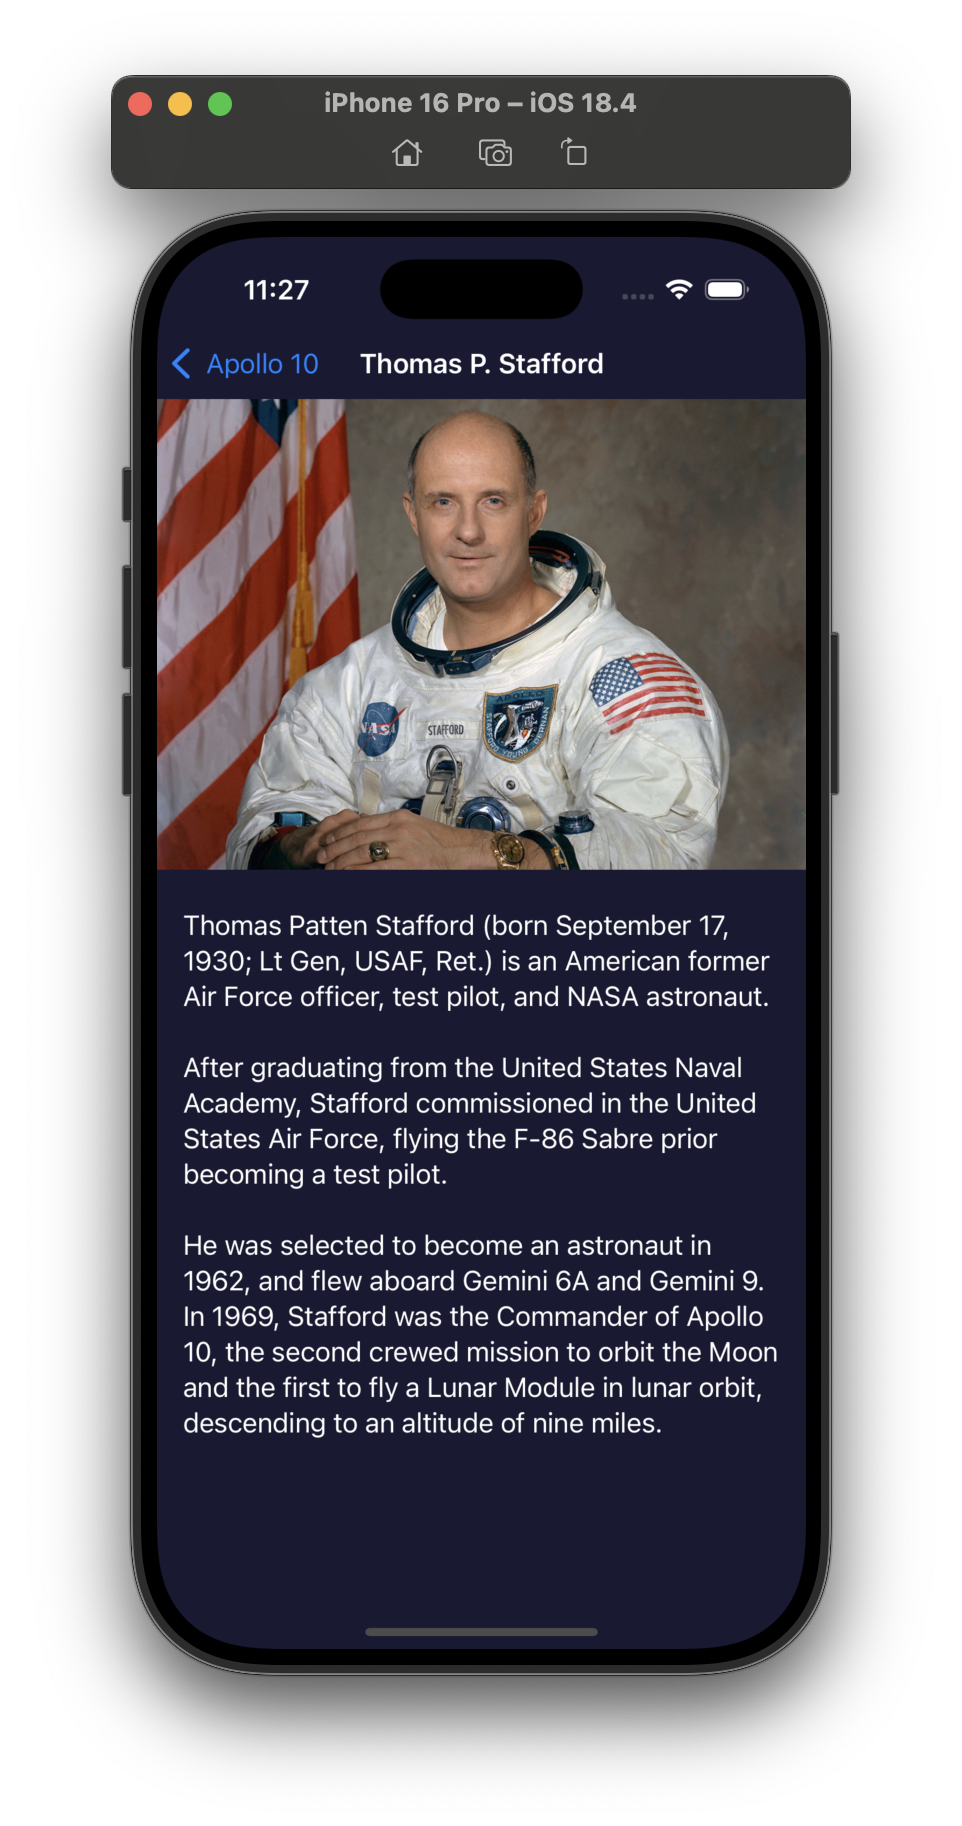 iPhone 16 Pro – iOS 18.4
11:27
Apollo 10
Thomas P. Stafford
NASA
STAFFORD
APOLLO
STAFFORD YOUNG CERNAN
Thomas Patten Stafford (born September 17,
1930; Lt Gen, USAF, Ret.) is an American former
Air Force officer, test pilot, and NASA astronaut.
After graduating from the United States Naval
Academy, Stafford commissioned in the United
States Air Force, flying the F-86 Sabre prior
becoming a test pilot.
He was selected to become an astronaut in
1962, and flew aboard Gemini 6A and Gemini 9.
In 1969, Stafford was the Commander of Apollo
10, the second crewed mission to orbit the Moon
and the first to fly a Lunar Module in lunar orbit,
descending to an altitude of nine miles.